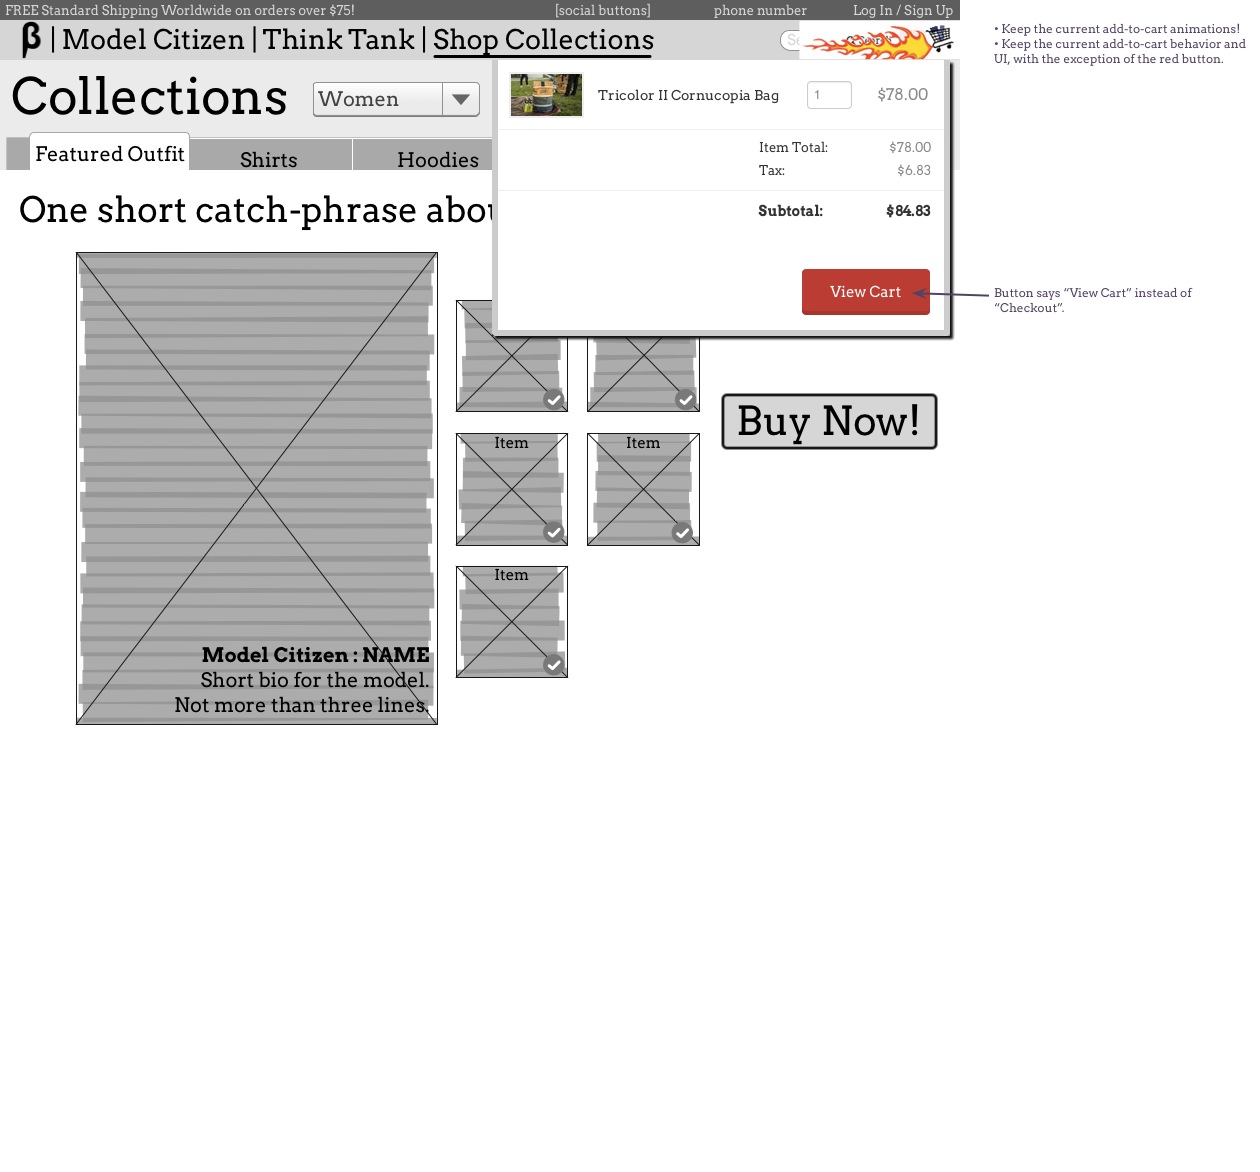 FREE Standard Shipping Worldwide on orders over $75! [social buttons] phone number Log In / Sign Up
β | Model Citizen | Think Tank | Shop Collections
• Keep the current add-to-cart animations!
• Keep the current add-to-cart behavior and
UI, with the exception of the red button.
Collections Women
Featured Outfit Shirts Hoodies
Tricolor II Cornucopia Bag 1 $78.00
Item Total: $78.00
Tax: $6.83
Subtotal: $84.83
View Cart
Button says “View Cart” instead of
“Checkout”.
One short catch-phrase
Buy Now!
Item Item
Item
Model Citizen : NAME
Short bio for the model.
Not more than three lines.